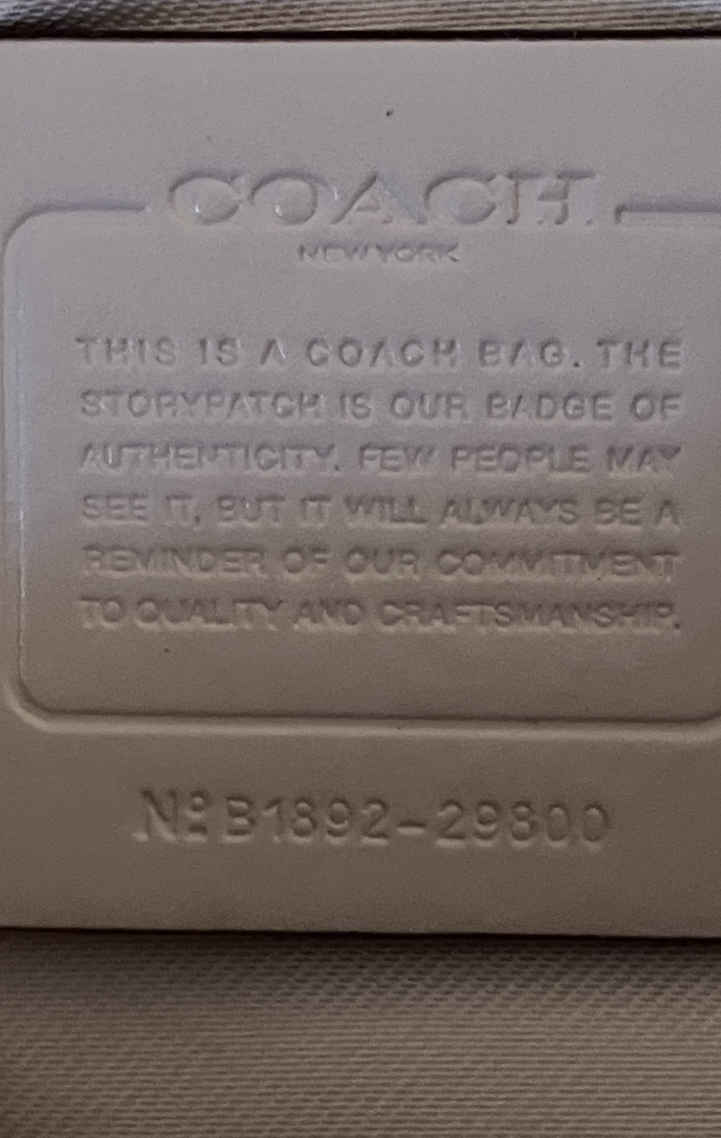 COACH
NEW YORK
THIS IS A COACH BAG. THE
STORYPATCH IS OUR BADGE OF
AUTHENTICITY. FEW PEOPLE MAY
SEE IT, BUT IT WILL ALWAYS BE A
REMINDER OF OUR COMMITMENT
TO QUALITY AND CRAFTSMANSHIP.
Nº B1892-29800